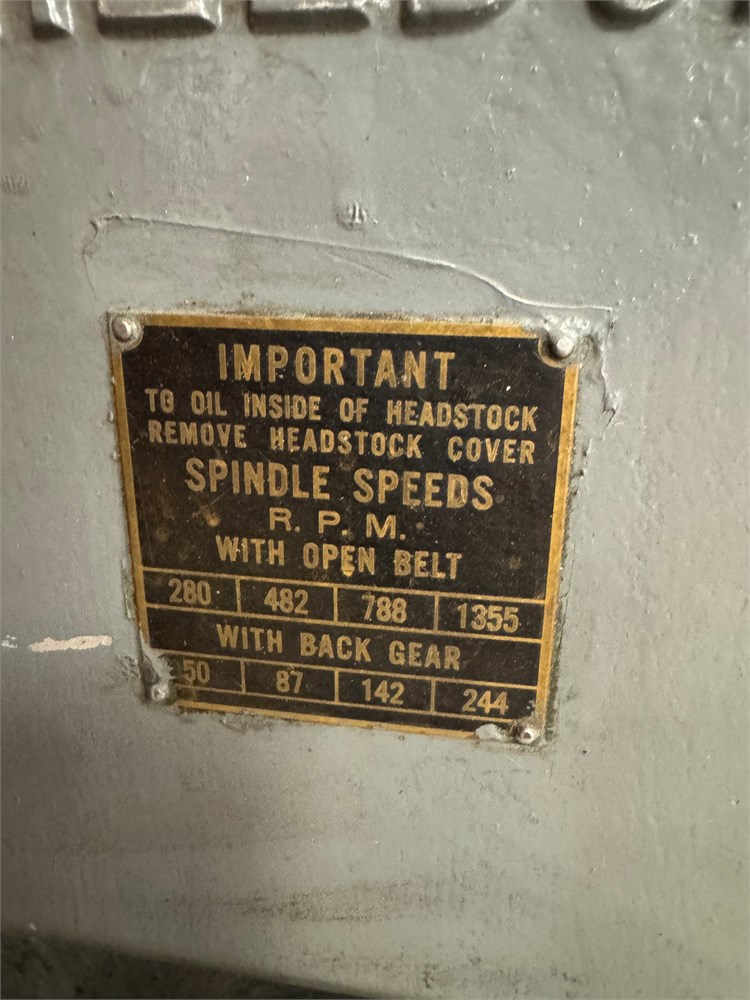 IMPORTANT
TO OIL INSIDE OF HEADSTOCK
REMOVE HEADSTOCK COVER
SPINDLE SPEEDS
R. P. M.
WITH OPEN BELT
280 482 788 1355
WITH BACK GEAR
50 87 142 244